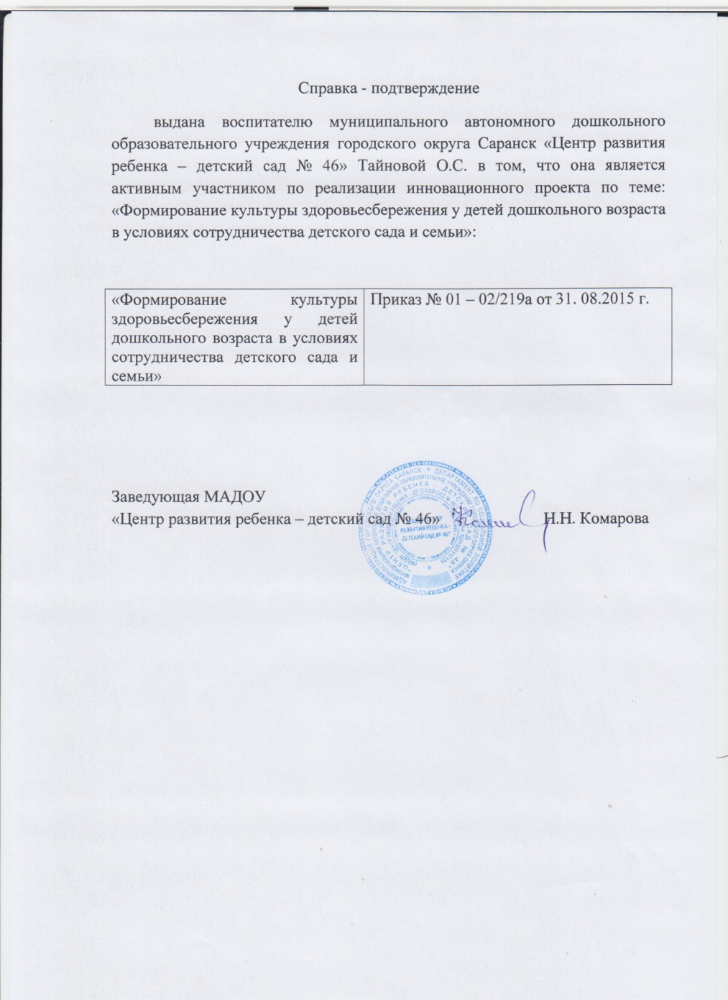 Справка - подтверждение
выдана воспитателю муниципального автономного дошкольного
образовательного учреждения городского округа Саранск «Центр развития
ребенка – детский сад № 46» Тайновой О.С. в том, что она является
активным участником по реализации инновационного проекта по теме:
«Формирование культуры здоровьесбережения у детей дошкольного возраста
в условиях сотрудничества детского сада и семьи»:
«Формирование культуры
здоровьесбережения у детей
дошкольного возраста в условиях
сотрудничества детского сада и
семьи»
Приказ № 01 – 02/219а от 31. 08.2015 г.
Заведующая МАДОУ
«Центр развития ребенка – детский сад № 46»
Н.Н. Комарова
РАЗВИТИЯ РЕБЕНКА-
ДЕТСКИЙ САД № 46"